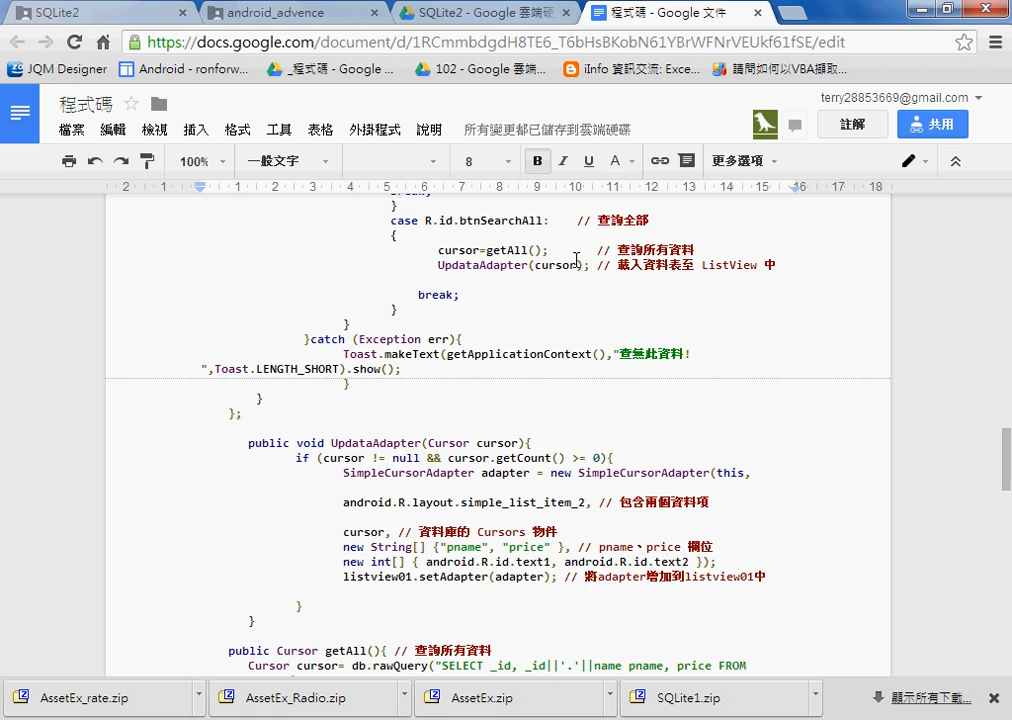 SQLite2
android_advence
SQLite2 - Google 雲端硬
程式碼 - Google 文件
https://docs.google.com/document/d/1RCmmbdgdH8TE6_T6bHsBKobN61YBrWFNrVEUkf61fSE/edit
JQM Designer
Android - ronforw...
_程式碼 - Google ...
102 - Google 雲端...
iInfo 資訊交流: Exce...
請問如何以VBA擷取...
程式碼
terry28853669@gmail.com
檔案 編輯 檢視 插入 格式 工具 表格 外掛程式 說明 所有變更都已儲存到雲端硬碟
註解
共用
100% 一般文字 8 B I U A 更多選項
2 1 1 2 3 4 5 6 7 8 9 10 11 12 13 14 15 16 17 18
}
case R.id.btnSearchAll: // 查詢全部
{
cursor=getAll(); // 查詢所有資料
UpdataAdapter(cursor); // 載入資料表至 ListView 中
break;
}
}
}catch (Exception err){
Toast.makeText(getApplicationContext(),"查無此資料!
",Toast.LENGTH_SHORT).show();
}
}
};
public void UpdataAdapter(Cursor cursor){
if (cursor != null && cursor.getCount() >= 0){
SimpleCursorAdapter adapter = new SimpleCursorAdapter(this,
android.R.layout.simple_list_item_2, // 包含兩個資料項
cursor, // 資料庫的 Cursors 物件
new String[] {"pname", "price" }, // pname、price 欄位
new int[] { android.R.id.text1, android.R.id.text2 });
listview01.setAdapter(adapter); // 將adapter增加到listview01中
}
}
public Cursor getAll(){ // 查詢所有資料
Cursor cursor= db.rawQuery("SELECT _id, _id||'.'||name pname, price FROM
AssetEx_rate.zip
AssetEx_Radio.zip
AssetEx.zip
SQLite1.zip
顯示所有下載...